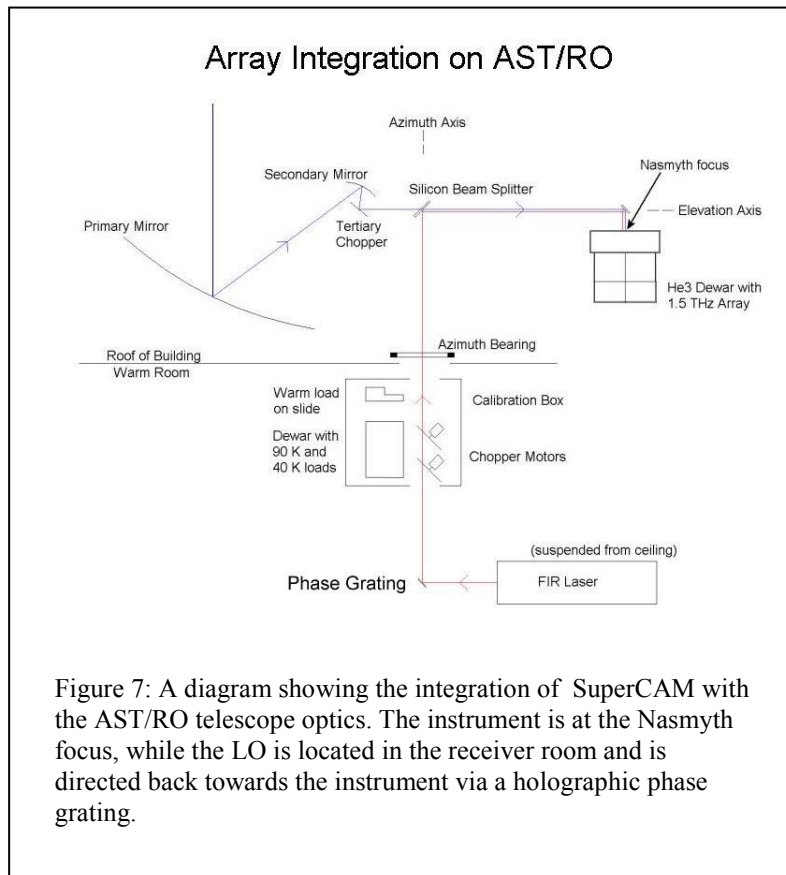 Array Integration on AST/RO
Azimuth Axis
Nasmyth focus
Secondary Mirror
Silicon Beam Splitter
Primary Mirror
Tertiary
Chopper
Elevation Axis
He3 Dewar with
1.5 THz Array
Azimuth Bearing
Roof of Building
Warm Room
Warm load
on slide
Calibration Box
Dewar with
90 K and
40 K loads
Chopper Motors
(suspended from ceiling)
Phase Grating
FIR Laser
Figure 7: A diagram showing the integration of  SuperCAM with
the AST/RO telescope optics. The instrument is at the Nasmyth
focus, while the LO is located in the receiver room and is
directed back towards the instrument via a holographic phase
grating.